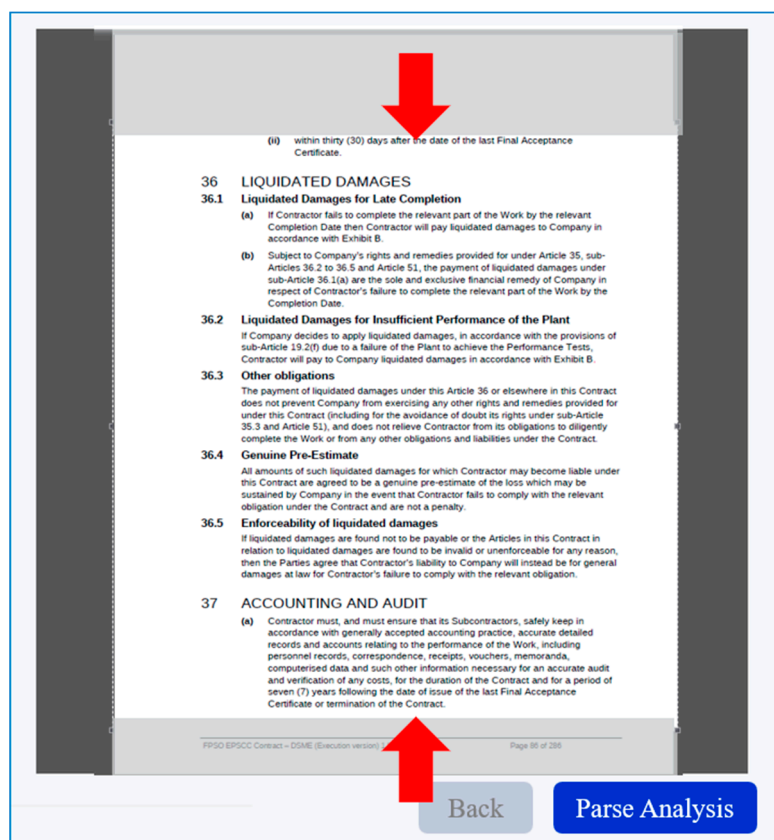 (ii) within thirty (30) days after the date of the last Final Acceptance
Certificate.
36 LIQUIDATED DAMAGES
36.1 Liquidated Damages for Late Completion
(a) If Contractor fails to complete the relevant part of the Work by the relevant
Completion Date then Contractor will pay liquidated damages to Company in
accordance with Exhibit B.
(b) Subject to Company's rights and remedies provided for under Article 35, sub-
Articles 36.2 to 36.5 and Article 51, the payment of liquidated damages under
sub-Article 36.1(a) are the sole and exclusive financial remedy of Company in
respect of Contractor's failure to complete the relevant part of the Work by the
Completion Date.
36.2 Liquidated Damages for Insufficient Performance of the Plant
If Company decides to apply liquidated damages, in accordance with the provisions of
sub-Article 19.2(f) due to a failure of the Plant to achieve the Performance Tests,
Contractor will pay to Company liquidated damages in accordance with Exhibit B.
36.3 Other obligations
The payment of liquidated damages under this Article 36 or elsewhere in this Contract
does not prevent Company from exercising any other rights and remedies provided for
under this Contract (including for the avoidance of doubt its rights under sub-Article
35.3 and Article 51), and does not relieve Contractor from its obligations to diligently
complete the Work or from any other obligations and liabilities under the Contract.
36.4 Genuine Pre-Estimate
All amounts of such liquidated damages for which Contractor may become liable under
this Contract are agreed to be a genuine pre-estimate of the loss which may be
sustained by Company in the event that Contractor fails to comply with the relevant
obligation under the Contract and are not a penalty.
36.5 Enforceability of liquidated damages
If liquidated damages are found not to be payable or the Articles in this Contract in
relation to liquidated damages are found to be invalid or unenforceable for any reason,
then the Parties agree that Contractor's liability to Company will instead be for general
damages at law for Contractor's failure to comply with the relevant obligation.
37 ACCOUNTING AND AUDIT
(a) Contractor must, and must ensure that its Subcontractors, safely keep in
accordance with generally accepted accounting practice, accurate detailed
records and accounts relating to the performance of the Work, including
personnel records, correspondence, receipts, vouchers, memoranda,
computerised data and such other information necessary for an accurate audit
and verification of any costs, for the duration of the Contract and for a period of
seven (7) years following the date of issue of the last Final Acceptance
Certificate or termination of the Contract.
FPSO EPSCC Contract – DSME (Execution version) Page 86 of 286
Back Parse Analysis